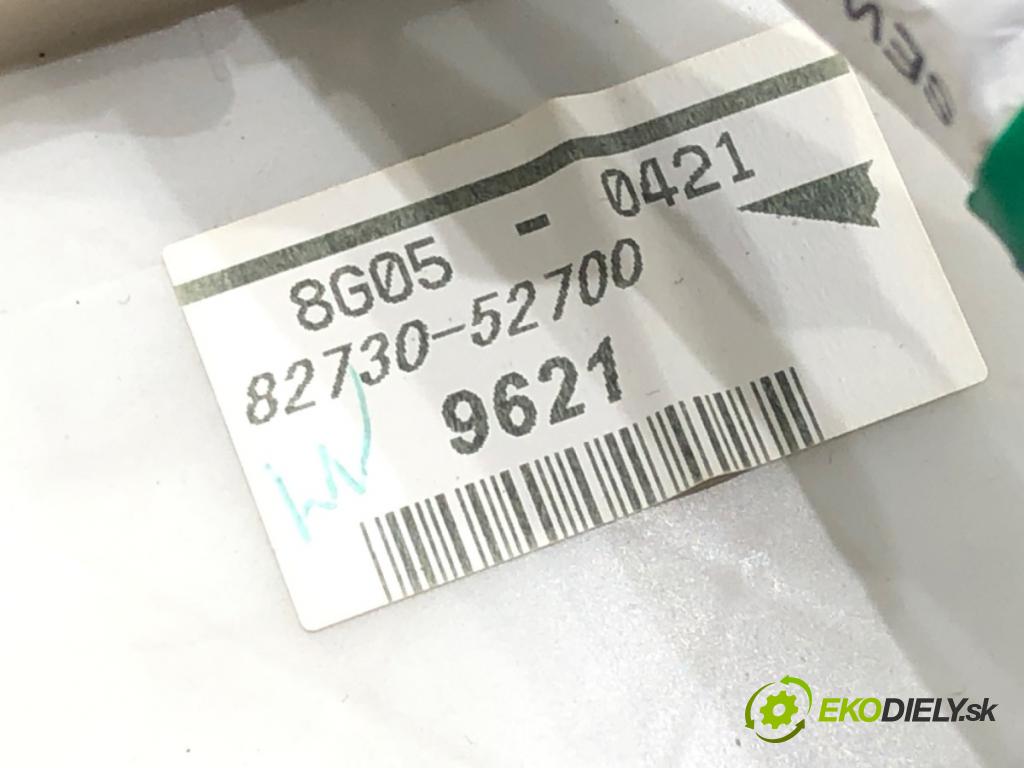 8G05 - 0421
82730-52700
9621
EKODIELY.sk